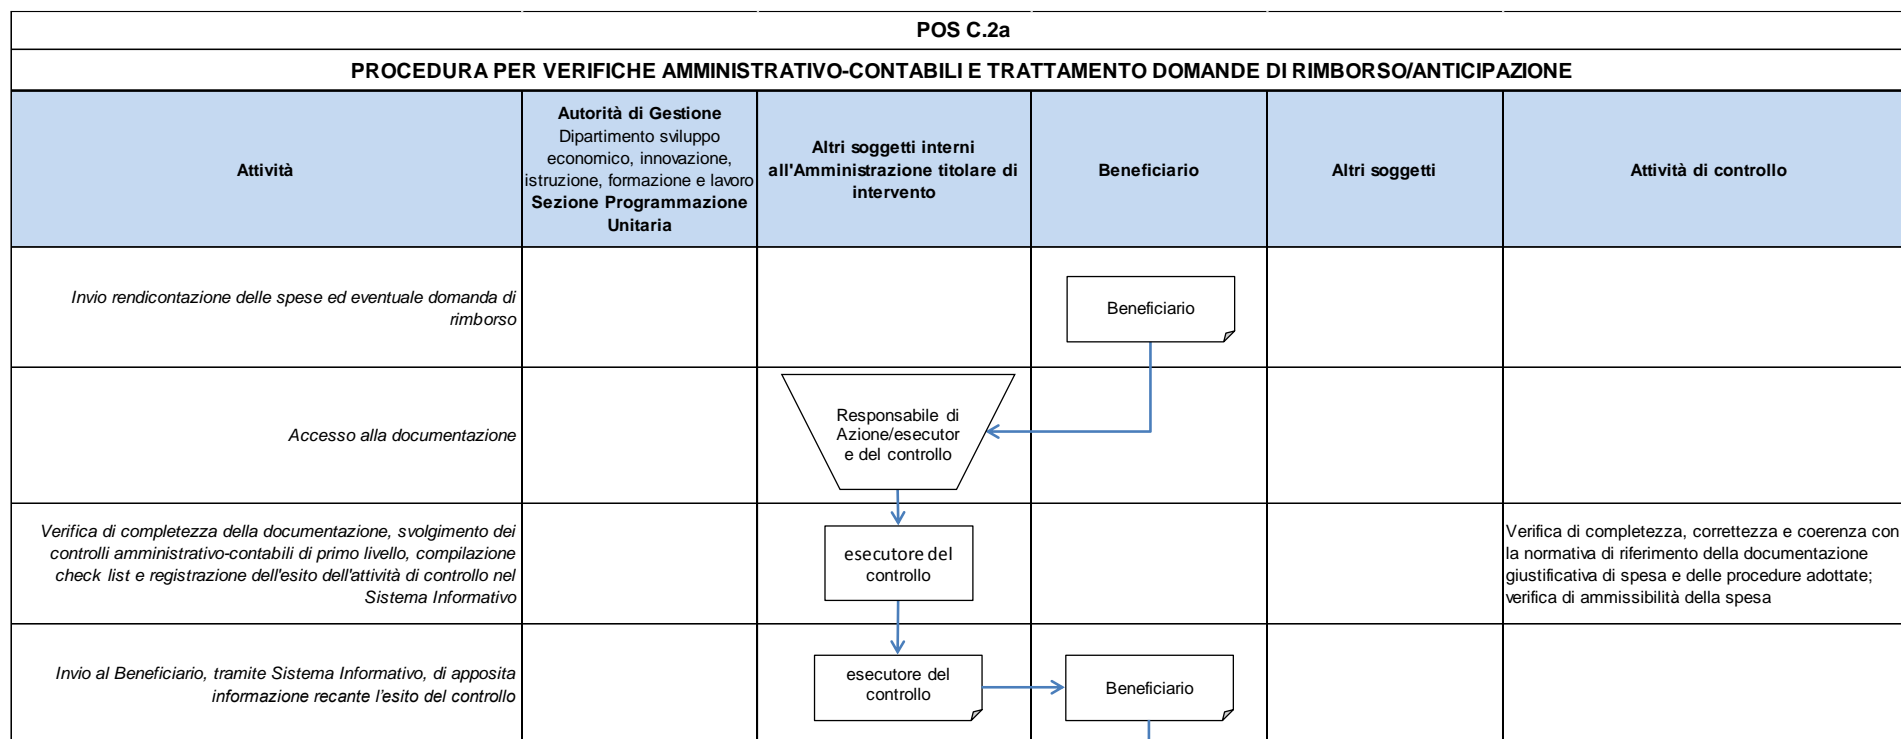 POS C.2a
PROCEDURA PER VERIFICHE AMMINISTRATIVO-CONTABILI E TRATTAMENTO DOMANDE DI RIMBORSO/ANTICIPAZIONE
Attività
Autorità di Gestione
Dipartimento sviluppo
economico, innovazione,
istruzione, formazione e lavoro
Sezione Programmazione
Unitaria
Altri soggetti interni
all'Amministrazione titolare di
intervento
Beneficiario
Altri soggetti
Attività di controllo
Invio rendicontazione delle spese ed eventuale domanda di
rimborso
Beneficiario
Accesso alla documentazione
Responsabile di
Azione/esecutor
e del controllo
Verifica di completezza della documentazione, svolgimento dei
controlli amministrativo-contabili di primo livello, compilazione
check list e registrazione dell'esito dell'attività di controllo nel
Sistema Informativo
esecutore del
controllo
Verifica di completezza, correttezza e coerenza con
la normativa di riferimento della documentazione
giustificativa di spesa e delle procedure adottate;
verifica di ammissibilità della spesa
Invio al Beneficiario, tramite Sistema Informativo, di apposita
informazione recante l'esito del controllo
esecutore del
controllo
Beneficiario